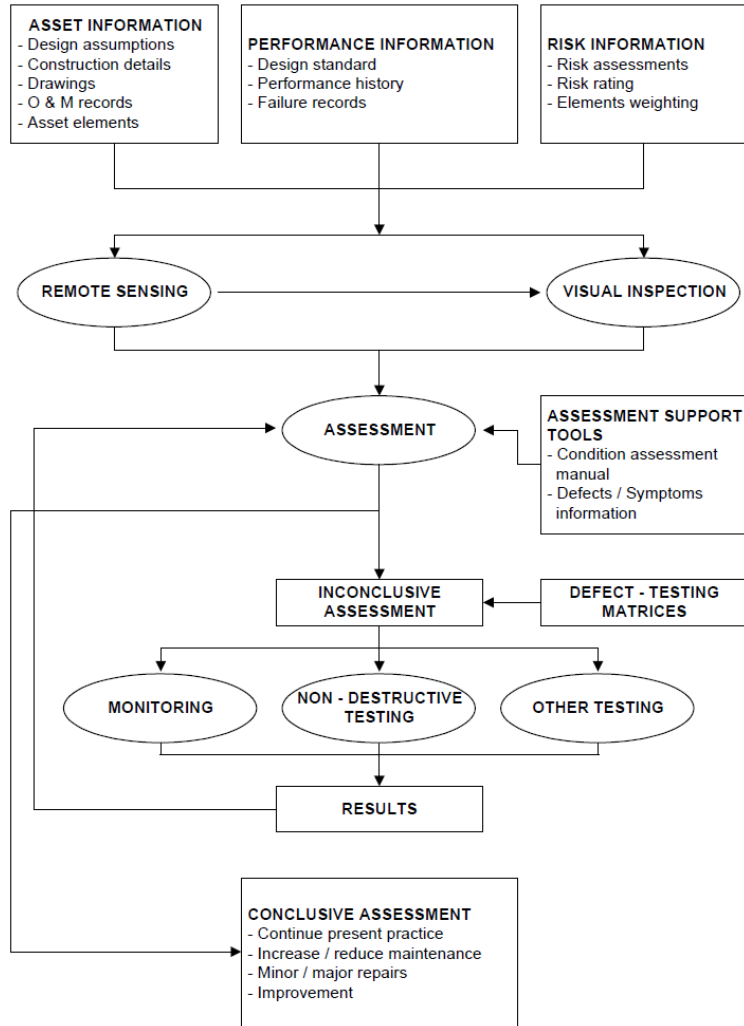 ASSET INFORMATION
- Design assumptions
- Construction details
- Drawings
- O & M records
- Asset elements
PERFORMANCE INFORMATION
- Design standard
- Performance history
- Failure records
RISK INFORMATION
- Risk assessments
- Risk rating
- Elements weighting
REMOTE SENSING
VISUAL INSPECTION
ASSESSMENT
ASSESSMENT SUPPORT
TOOLS
- Condition assessment
manual
- Defects / Symptoms
information
INCONCLUSIVE
ASSESSMENT
DEFECT - TESTING
MATRICES
MONITORING
NON - DESTRUCTIVE
TESTING
OTHER TESTING
RESULTS
CONCLUSIVE ASSESSMENT
- Continue present practice
- Increase / reduce maintenance
- Minor / major repairs
- Improvement